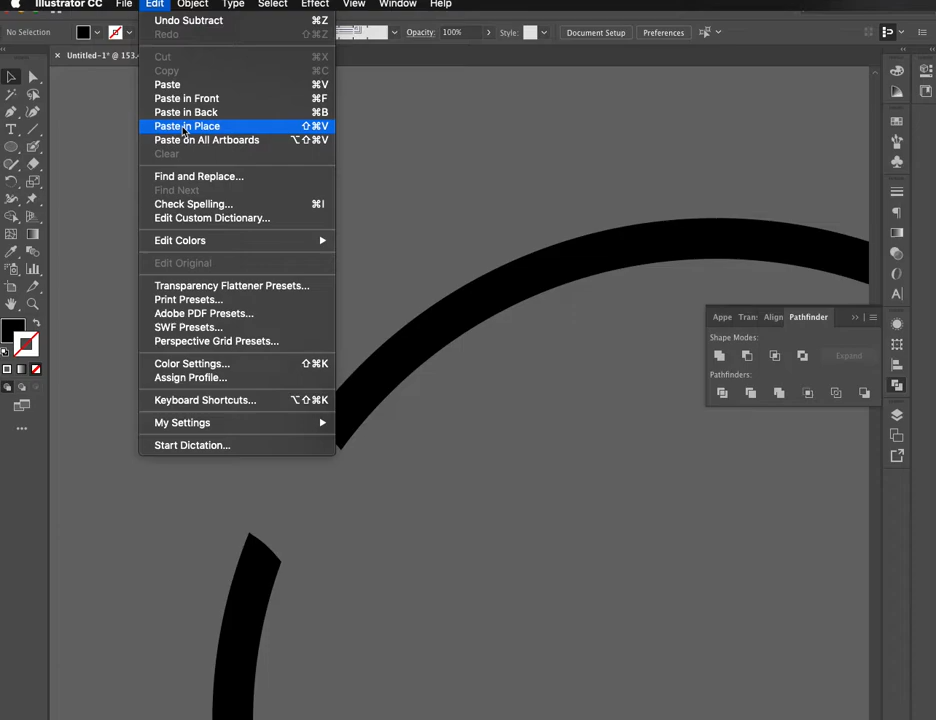 Illustrator CC File Edit Object Type Select Effect View Window Help
No Selection Opacity: 100% Style: Document Setup Preferences
Untitled-1* @ 153.
Undo Subtract ⌘Z
Redo ⇧⌘Z
Cut ⌘X
Copy ⌘C
Paste ⌘V
Paste in Front ⌘F
Paste in Back ⌘B
Paste in Place ⇧⌘V
Paste on All Artboards ⌥⇧⌘V
Clear
Find and Replace...
Find Next
Check Spelling... ⌘I
Edit Custom Dictionary...
Edit Colors
Edit Original
Transparency Flattener Presets...
Print Presets...
Adobe PDF Presets...
SWF Presets...
Perspective Grid Presets...
Color Settings... ⇧⌘K
Assign Profile...
Keyboard Shortcuts... ⌥⇧⌘K
My Settings
Start Dictation...
Appe Tran: Align Pathfinder
Shape Modes:
Expand
Pathfinders: